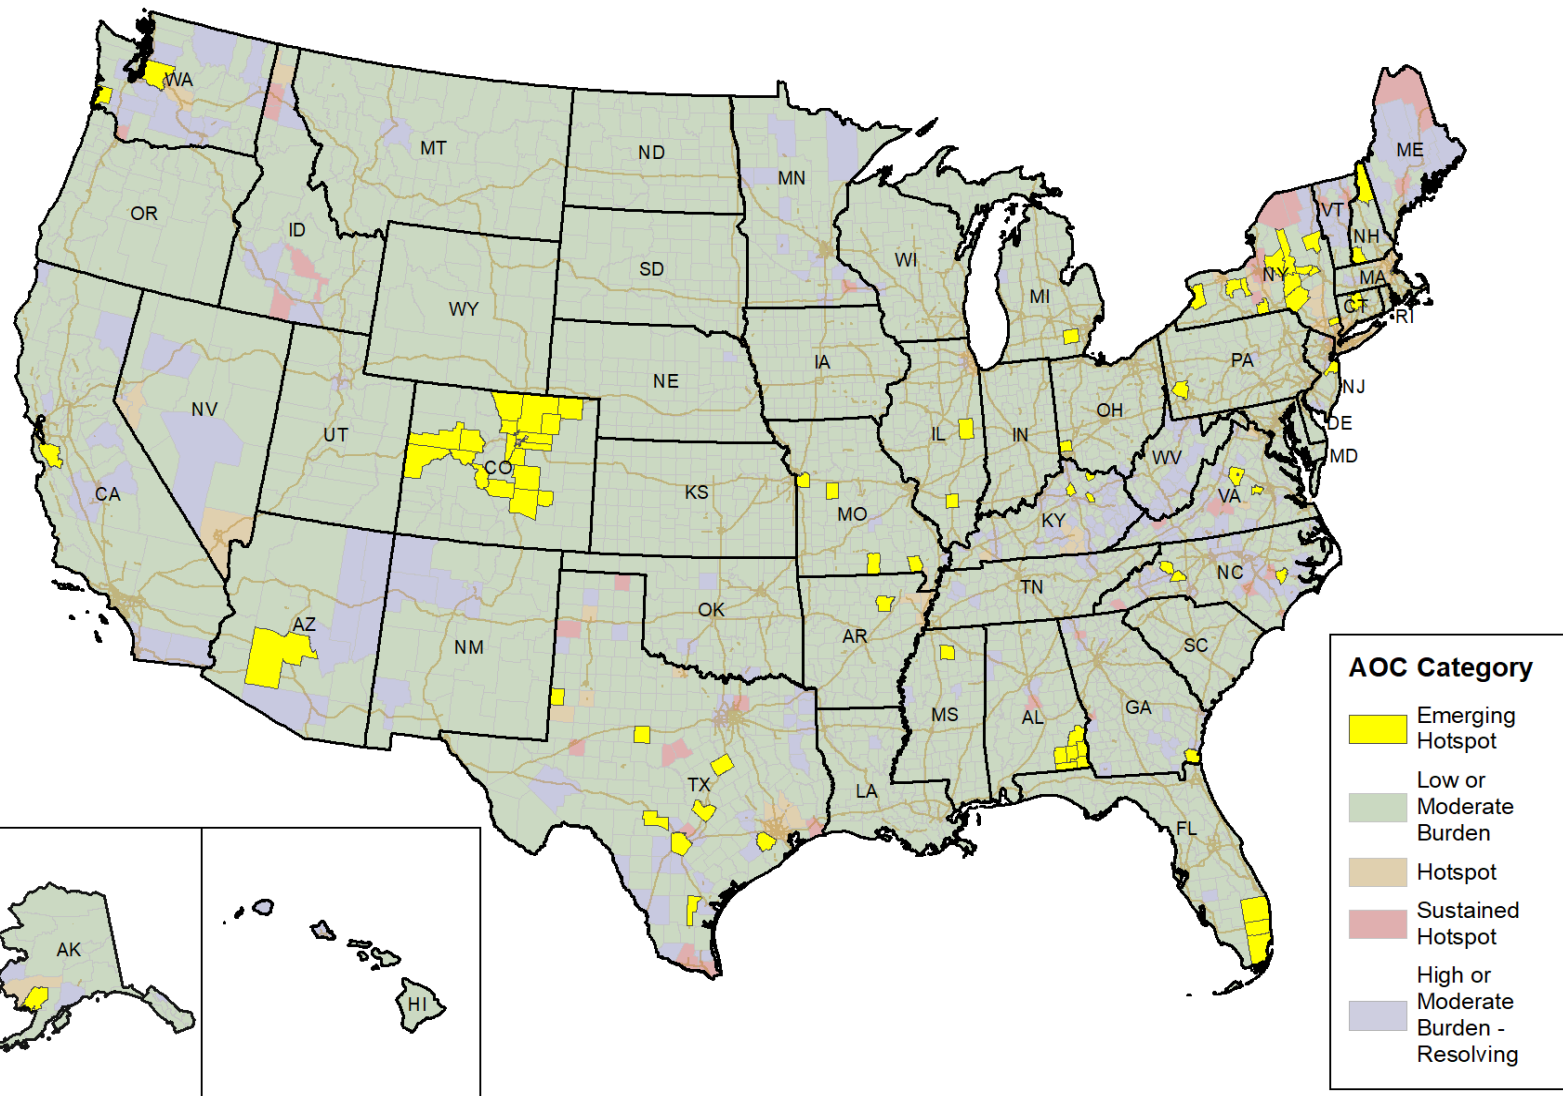 WA
MT
ND
MN
ME
OR
ID
VT
NH
SD
WI
NY
MA
WY
MI
CT
RI
IA
PA
NE
NJ
NV
OH
UT
IL
IN
DE
CO
WV
MD
CA
KS
VA
MO
KY
NC
TN
OK
AZ
AR
NM
SC
MS
AL
GA
TX
LA
FL
AK
HI
AOC Category
Emerging
Hotspot
Low or
Moderate
Burden
Hotspot
Sustained
Hotspot
High or
Moderate
Burden -
Resolving